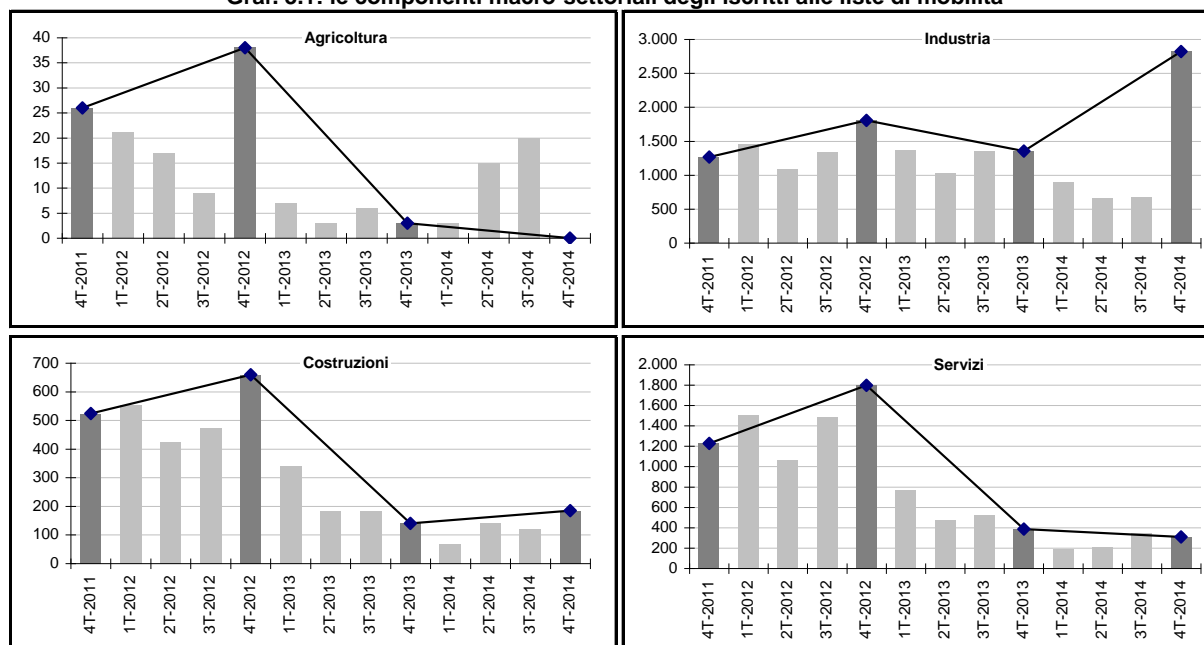 Graf. 3.1: le componenti macro-settoriali degli iscritti alle liste di mobilità
Agricoltura
40
35
30
25
20
15
10
5
0
4T-2011
1T-2012
2T-2012
3T-2012
4T-2012
1T-2013
2T-2013
3T-2013
4T-2013
1T-2014
2T-2014
3T-2014
4T-2014
Industria
3.000
2.500
2.000
1.500
1.000
500
0
4T-2011
1T-2012
2T-2012
3T-2012
4T-2012
1T-2013
2T-2013
3T-2013
4T-2013
1T-2014
2T-2014
3T-2014
4T-2014
Costruzioni
700
600
500
400
300
200
100
0
4T-2011
1T-2012
2T-2012
3T-2012
4T-2012
1T-2013
2T-2013
3T-2013
4T-2013
1T-2014
2T-2014
3T-2014
4T-2014
Servizi
2.000
1.800
1.600
1.400
1.200
1.000
800
600
400
200
0
4T-2011
1T-2012
2T-2012
3T-2012
4T-2012
1T-2013
2T-2013
3T-2013
4T-2013
1T-2014
2T-2014
3T-2014
4T-2014